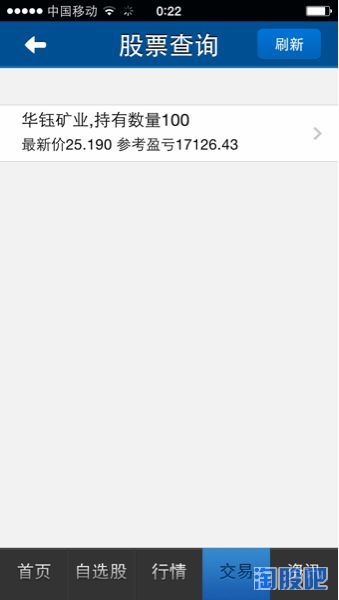 中国移动 0:22
股票查询 刷新
华钰矿业,持有数量100
最新价25.190 参考盈亏17126.43
首页 自选股 行情 交易 资讯
淘股吧